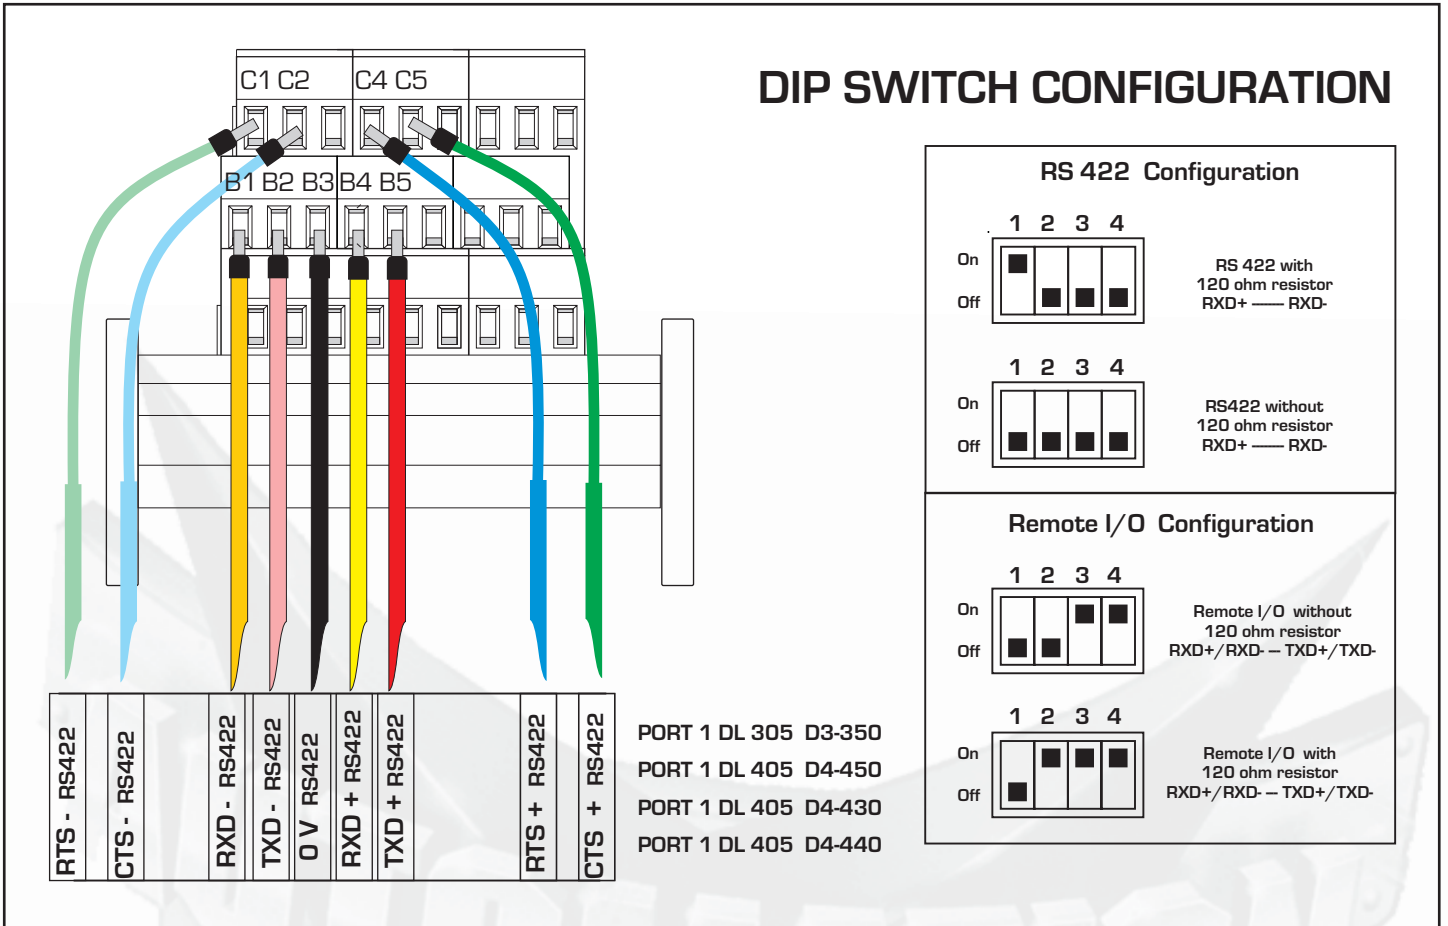 C1 C2 C4 C5
B1 B2 B3 B4 B5
RTS - RS422
CTS - RS422
RXD - RS422
TXD - RS422
0 V RS422
RXD + RS422
TXD + RS422
RTS + RS422
CTS + RS422
PORT 1 DL 305 D3-350
PORT 1 DL 405 D4-450
PORT 1 DL 405 D4-430
PORT 1 DL 405 D4-440
DIP SWITCH CONFIGURATION
RS 422 Configuration
1 2 3 4
On
Off
RS 422 with
120 ohm resistor
RXD+ —— RXD-
1 2 3 4
On
Off
RS422 without
120 ohm resistor
RXD+ —— RXD-
Remote I/O Configuration
1 2 3 4
On
Off
Remote I/O without
120 ohm resistor
RXD+/RXD- – TXD+/TXD-
1 2 3 4
On
Off
Remote I/O with
120 ohm resistor
RXD+/RXD- – TXD+/TXD-